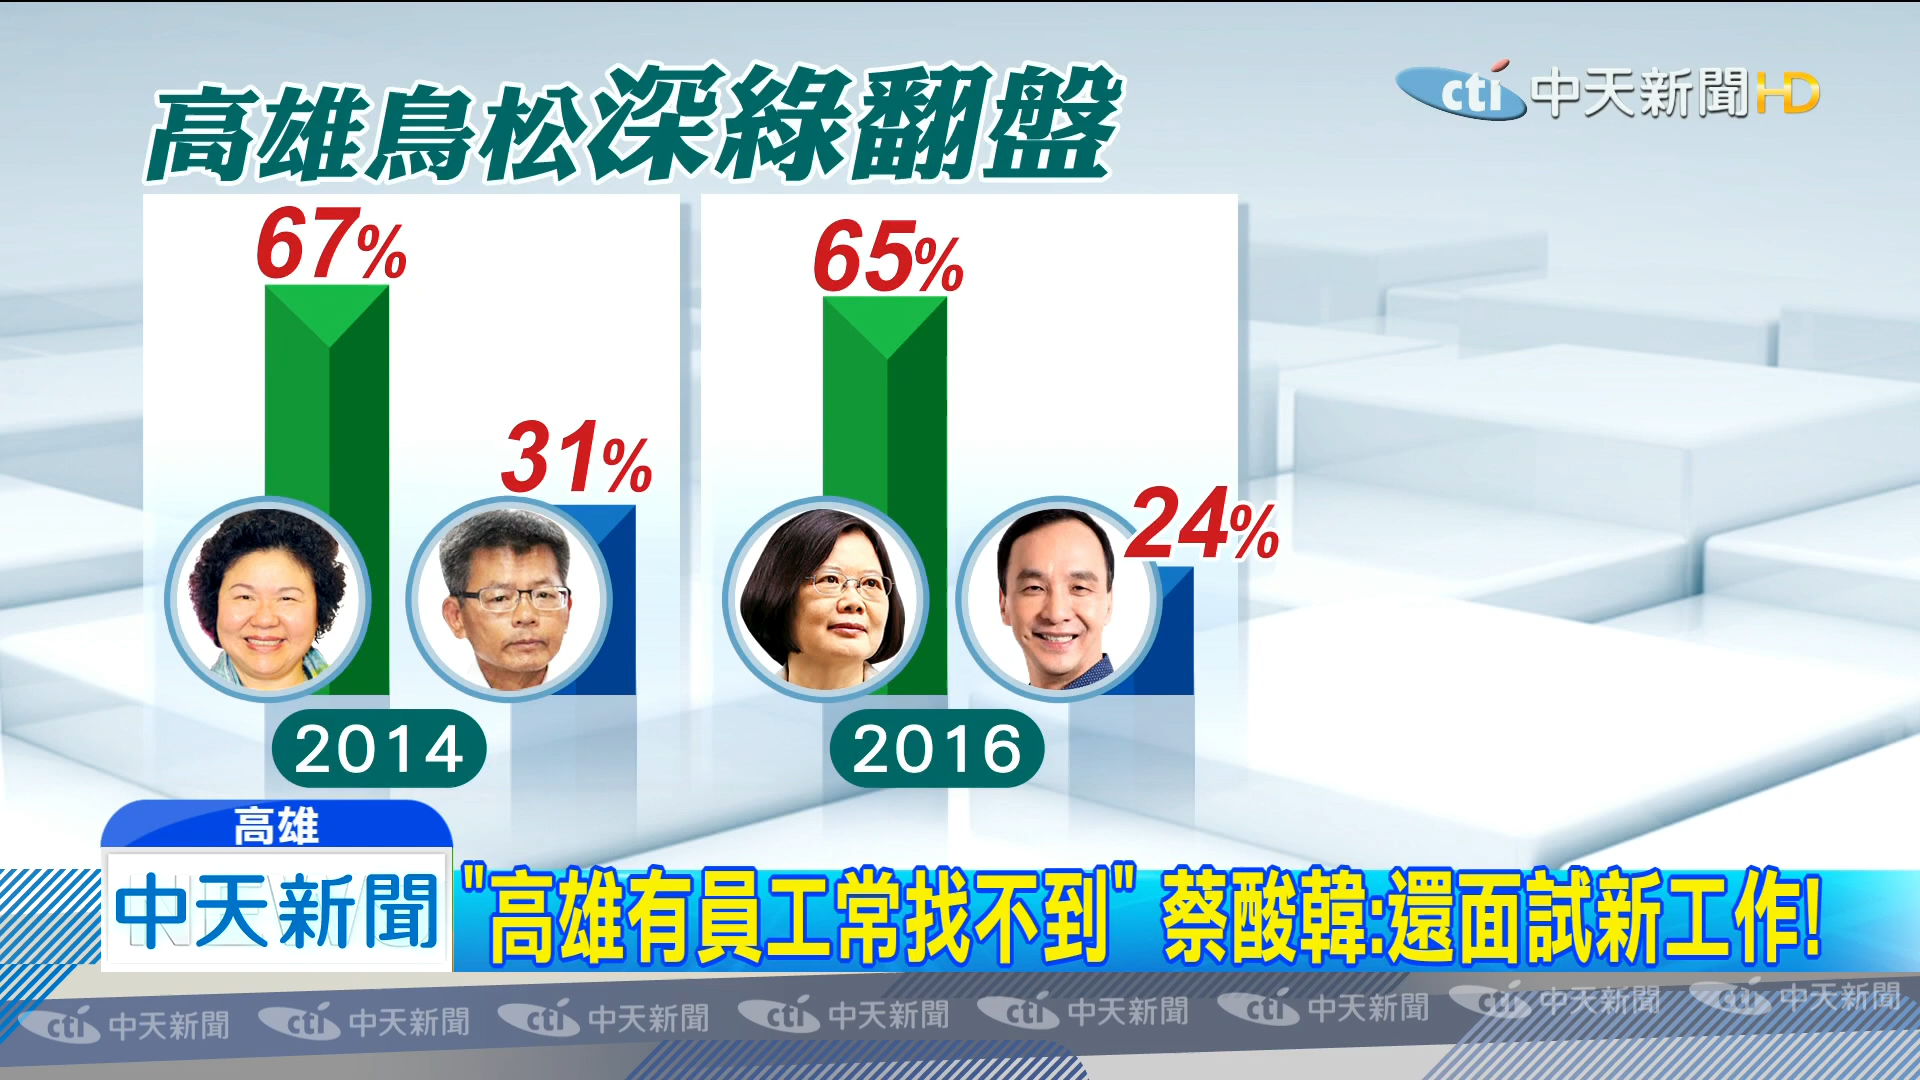 高雄鳥松深綠翻盤
cti 中天新聞HD
67%
31%
65%
24%
2014
2016
高雄
中天新聞
"高雄有員工常找不到" 蔡酸韓:還面試新工作!
cti 中天新聞 cti 中天新聞 cti 中天新聞 cti 中天新聞 cti 中天新聞 cti 中天新聞 cti 中天新聞 cti 中天新聞